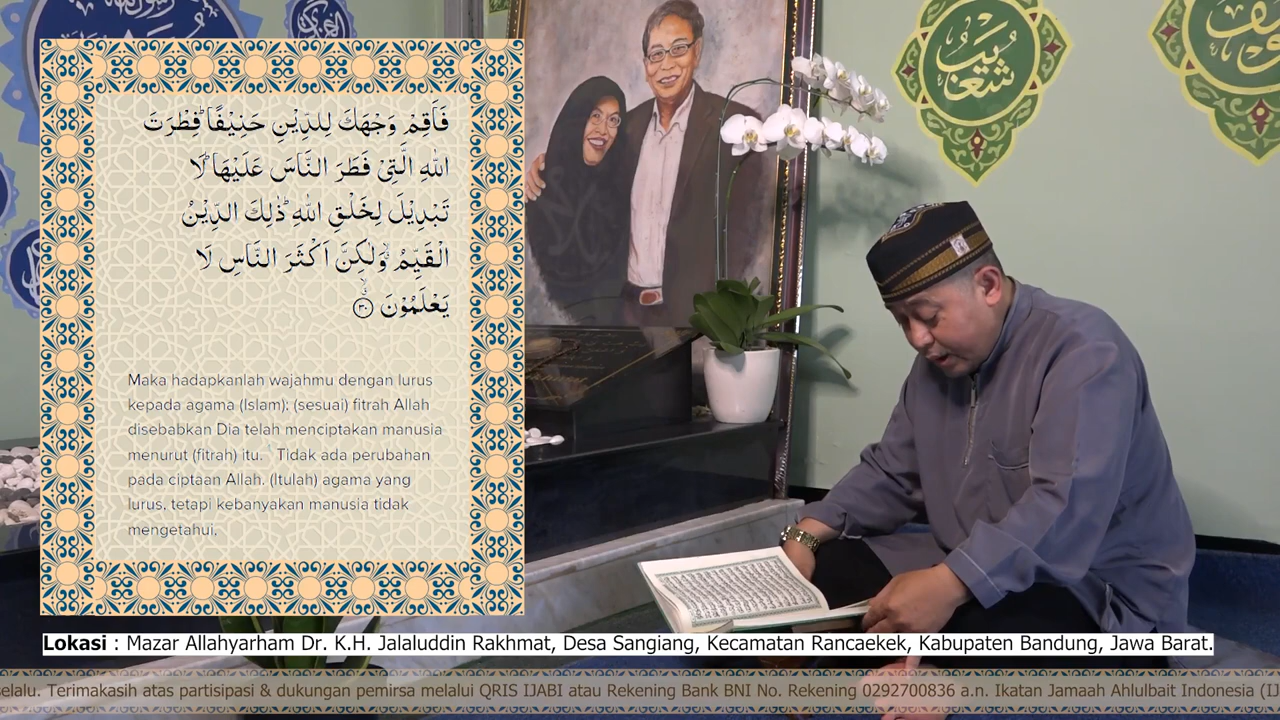 فَاَقِمْ وَجْهَكَ لِلدِّيْنِ حَنِيْفًاۗ فِطْرَتَ
اللّٰهِ الَّتِيْ فَطَرَ النَّاسَ عَلَيْهَاۗ لَا
تَبْدِيْلَ لِخَلْقِ اللّٰهِ ۗذٰلِكَ الدِّيْنُ
الْقَيِّمُۙ وَلٰكِنَّ اَكْثَرَ النَّاسِ لَا
يَعْلَمُوْنَۙ ٣٠
Maka hadapkanlah wajahmu dengan lurus
kepada agama (Islam); (sesuai) fitrah Allah
disebabkan Dia telah menciptakan manusia
menurut (fitrah) itu. Tidak ada perubahan
pada ciptaan Allah. (Itulah) agama yang
lurus, tetapi kebanyakan manusia tidak
mengetahui,
شعيب
Lokasi : Mazar Allahyarham Dr. K.H. Jalaluddin Rakhmat, Desa Sangiang, Kecamatan Rancaekek, Kabupaten Bandung, Jawa Barat.
selalu. Terimakasih atas partisipasi & dukungan pemirsa melalui QRIS IJABI atau Rekening Bank BNI No. Rekening 0292700836 a.n. Ikatan Jamaah Ahlulbait Indonesia (IJ